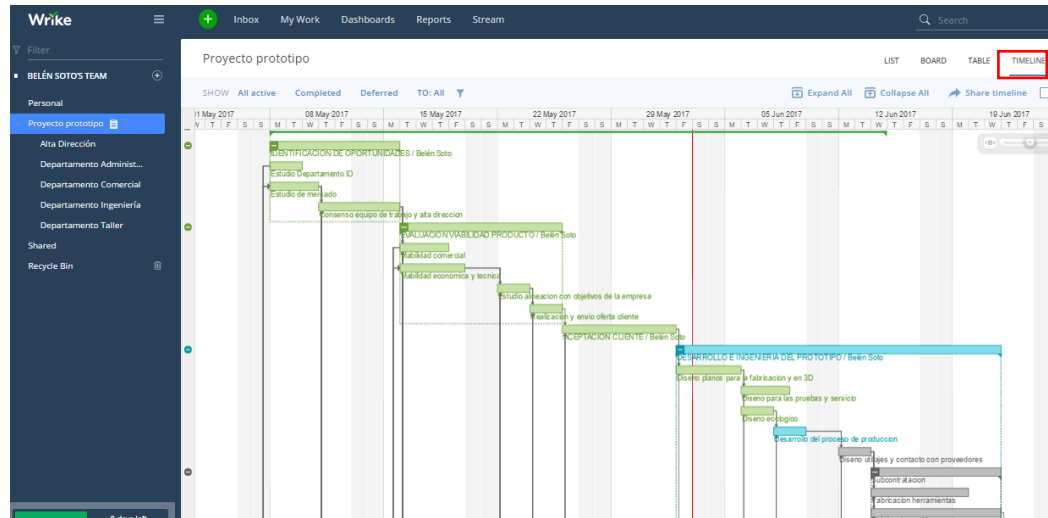 Wrike
Inbox My Work Dashboards Reports Stream
Search
Filter
BELÉN SOTO'S TEAM
Personal
Proyecto prototipo
Alta Dirección
Departamento Administ...
Departamento Comercial
Departamento Ingeniería
Departamento Taller
Shared
Recycle Bin
Proyecto prototipo
LIST BOARD TABLE TIMELINE
SHOW All active Completed Deferred TO: All
Expand All Collapse All Share timeline
01 May 2017 08 May 2017 15 May 2017 22 May 2017 29 May 2017 05 Jun 2017 12 Jun 2017 19 Jun 2017
W T F S S M T W T F S S M T W T F S S M T W T F S S M T W T F S S M T W T F S S M T W T F S S M T W T F S
IDENTIFICACION DE OPORTUNIDADES / Belén Soto
Estudio Departamento ID
Estudio de mercado
Consenso equipo de trabajo y alta direccion
EVALUACION VIABILIDAD PRODUCTO / Belén Soto
Viabilidad comercial
Viabilidad economica y tecnica
Estudio alineacion con objetivos de la empresa
Realizacion y envio oferta cliente
ACEPTACION CLIENTE / Belén Soto
DESARROLLO E INGENIERIA DEL PROTOTIPO / Belén Soto
Diseno planos para la fabricacion y en 3D
Diseno para las pruebas y servicio
Diseno ecologico
Desarrollo del proceso de produccion
Diseno utillajes y contacto con proveedores
Subcontratacion
Fabricacion herramientas